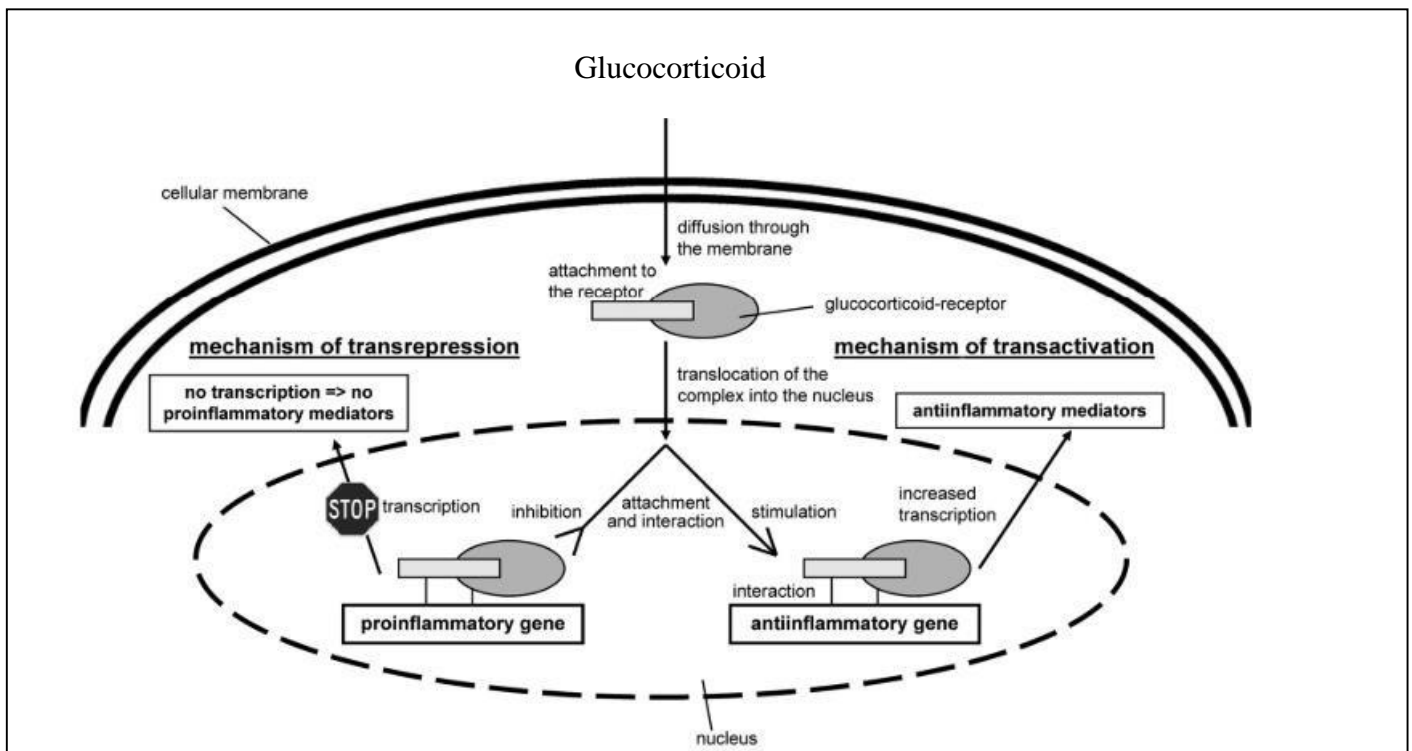 Glucocorticoid
cellular membrane
diffusion through
the membrane
attachment to
the receptor
glucocorticoid-receptor
mechanism of transrepression
mechanism of transactivation
no transcription => no
proinflammatory mediators
translocation of the
complex into the nucleus
antiinflammatory mediators
STOP
transcription
inhibition
attachment
and interaction
stimulation
increased
transcription
interaction
proinflammatory gene
antiinflammatory gene
nucleus